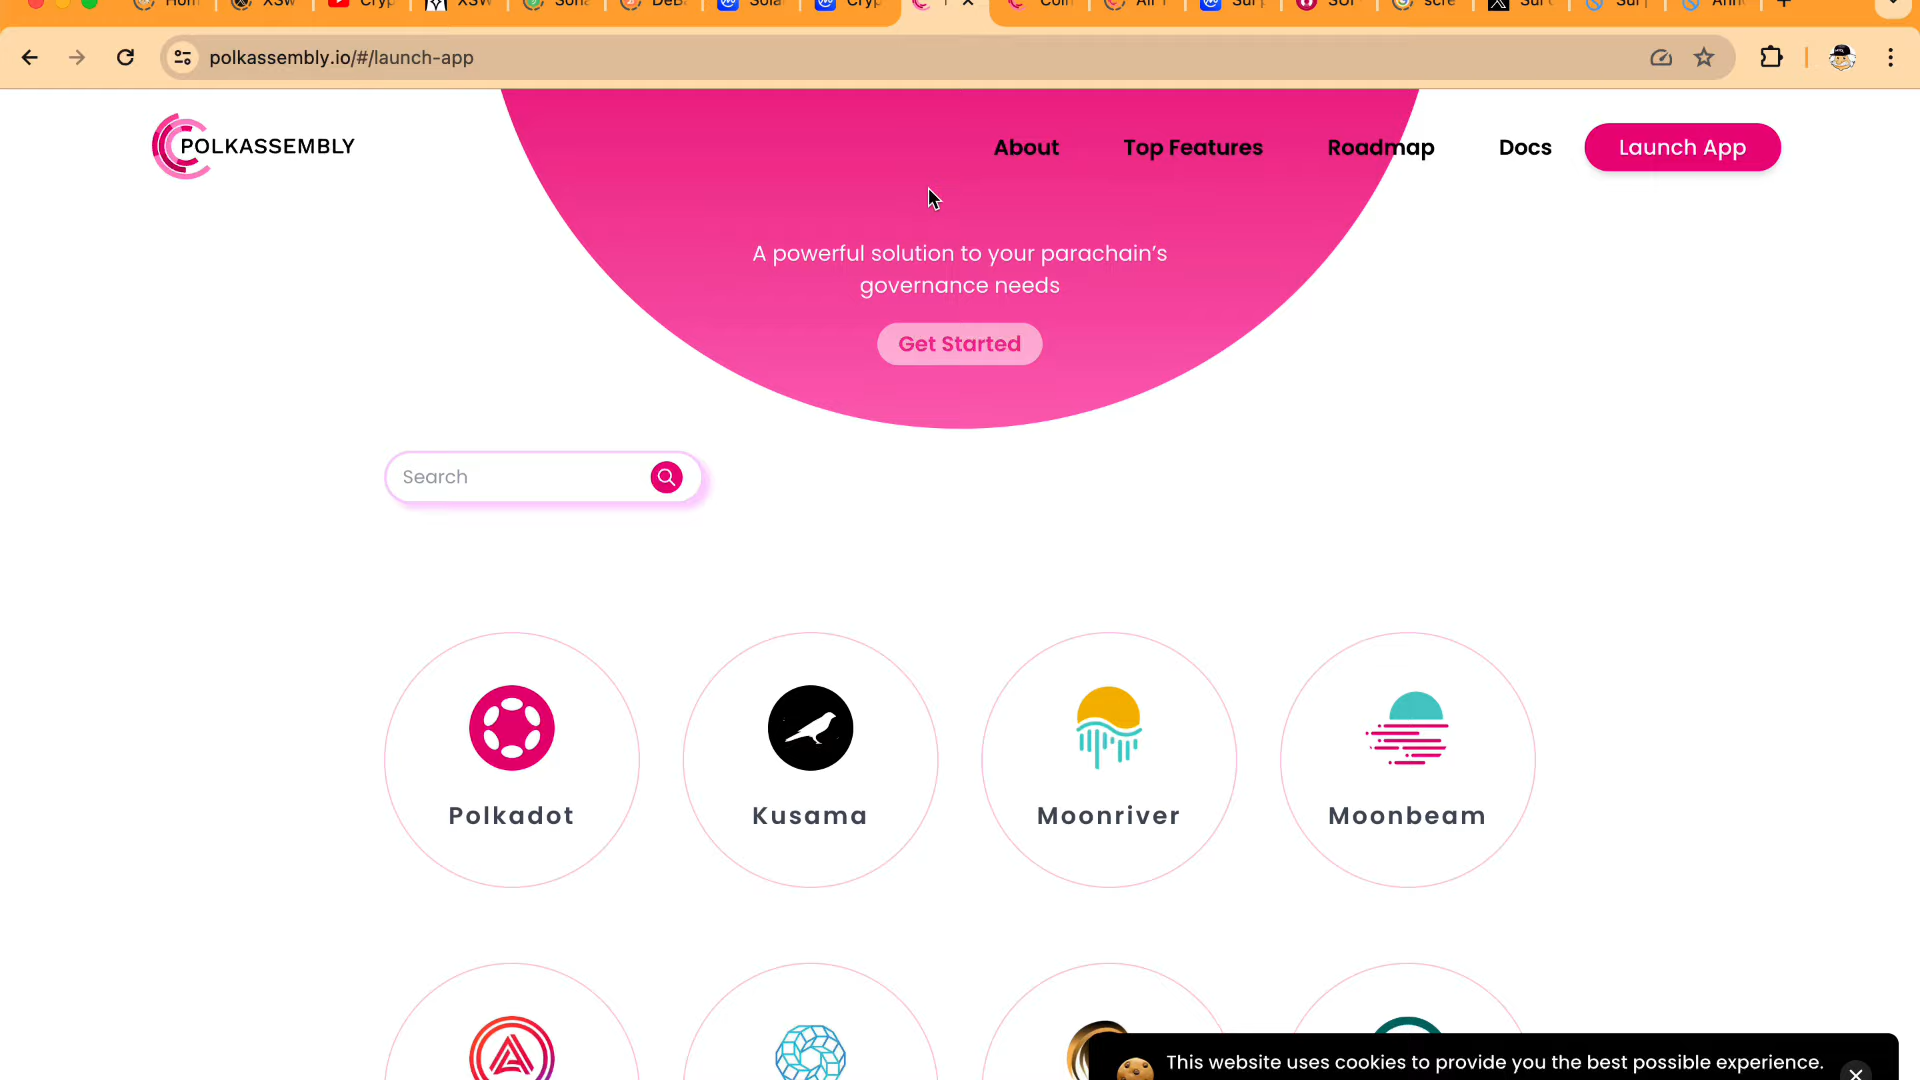 polkassembly.io/#/launch-app
POLKASSEMBLY
About
Top Features
Roadmap
Docs
Launch App
A powerful solution to your parachain's
governance needs
Get Started
Search
Polkadot
Kusama
Moonriver
Moonbeam
This website uses cookies to provide you the best possible experience.